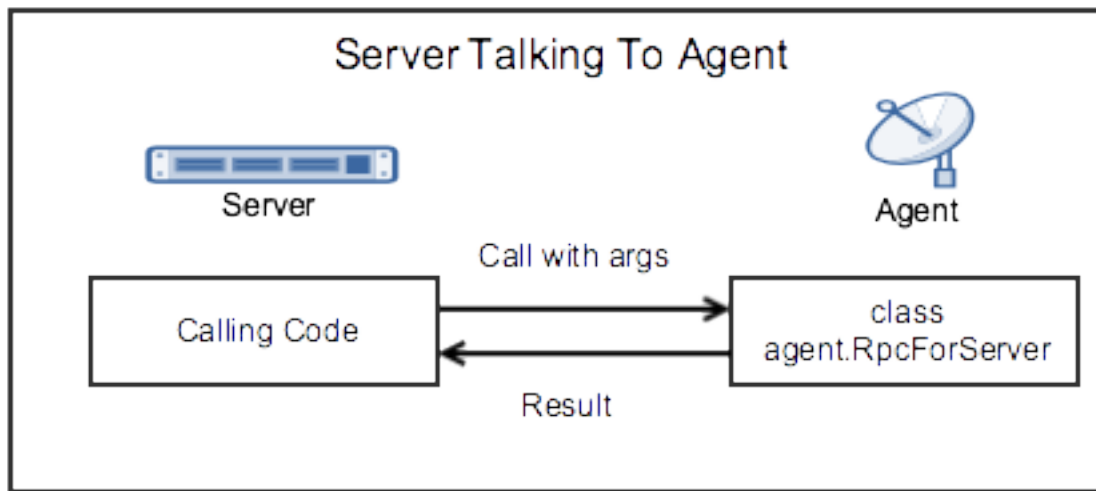 Server Talking To Agent
Server
Agent
Call with args
Calling Code
class
agent.RpcForServer
Result